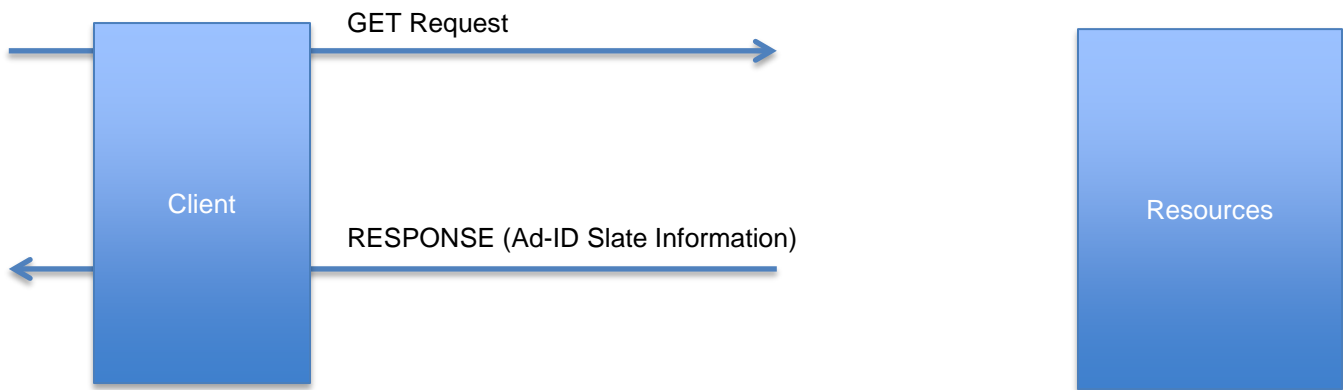 GET Request
Client
Resources
RESPONSE (Ad-ID Slate Information)